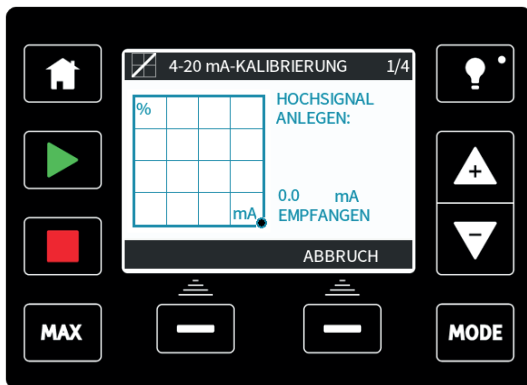 4-20 mA-KALIBRIERUNG 1/4
%
HOCHSIGNAL
ANLEGEN:
0.0 mA
mA EMPFANGEN
ABBRUCH
MAX
MODE